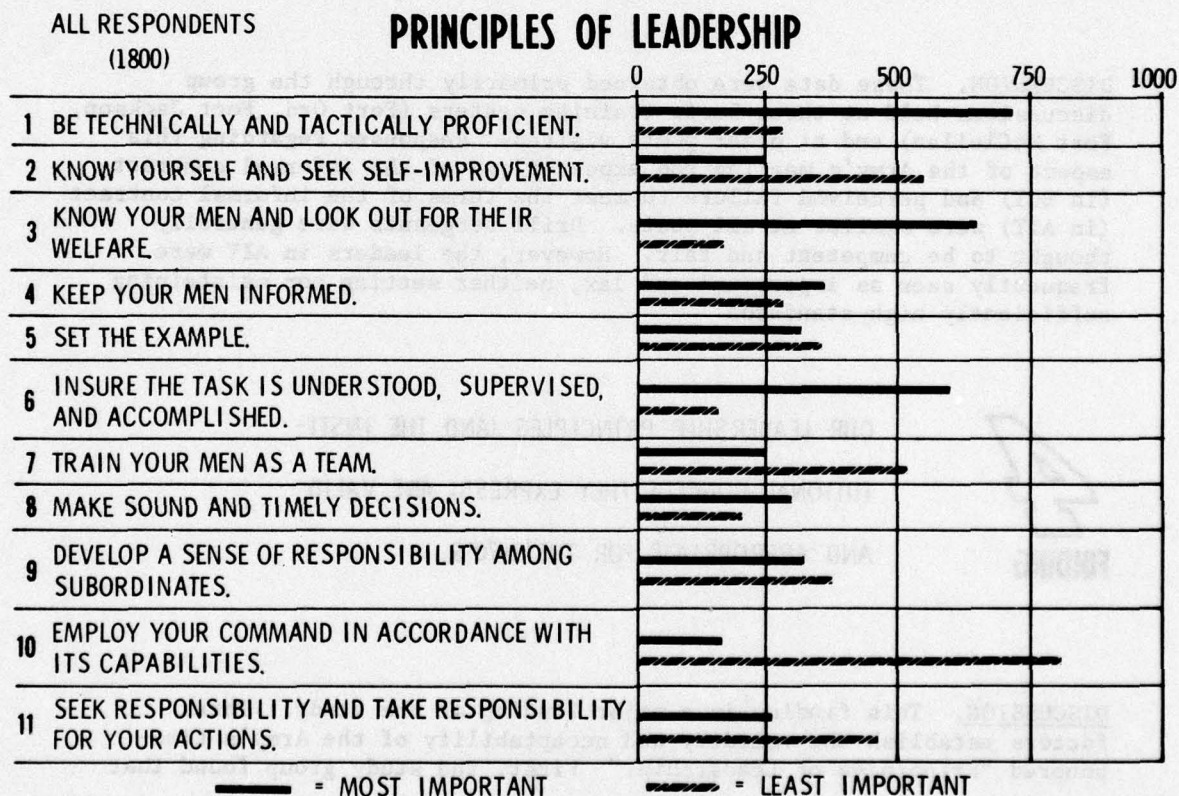 ALL RESPONDENTS
(1800)
PRINCIPLES OF LEADERSHIP
0 250 500 750 1000
1 BE TECHNICALLY AND TACTICALLY PROFICIENT.
2 KNOW YOURSELF AND SEEK SELF-IMPROVEMENT.
3 KNOW YOUR MEN AND LOOK OUT FOR THEIR
WELFARE.
4 KEEP YOUR MEN INFORMED.
5 SET THE EXAMPLE.
6 INSURE THE TASK IS UNDERSTOOD, SUPERVISED,
AND ACCOMPLISHED.
7 TRAIN YOUR MEN AS A TEAM.
8 MAKE SOUND AND TIMELY DECISIONS.
9 DEVELOP A SENSE OF RESPONSIBILITY AMONG
SUBORDINATES.
10 EMPLOY YOUR COMMAND IN ACCORDANCE WITH
ITS CAPABILITIES.
11 SEEK RESPONSIBILITY AND TAKE RESPONSIBILITY
FOR YOUR ACTIONS.
= MOST IMPORTANT = LEAST IMPORTANT